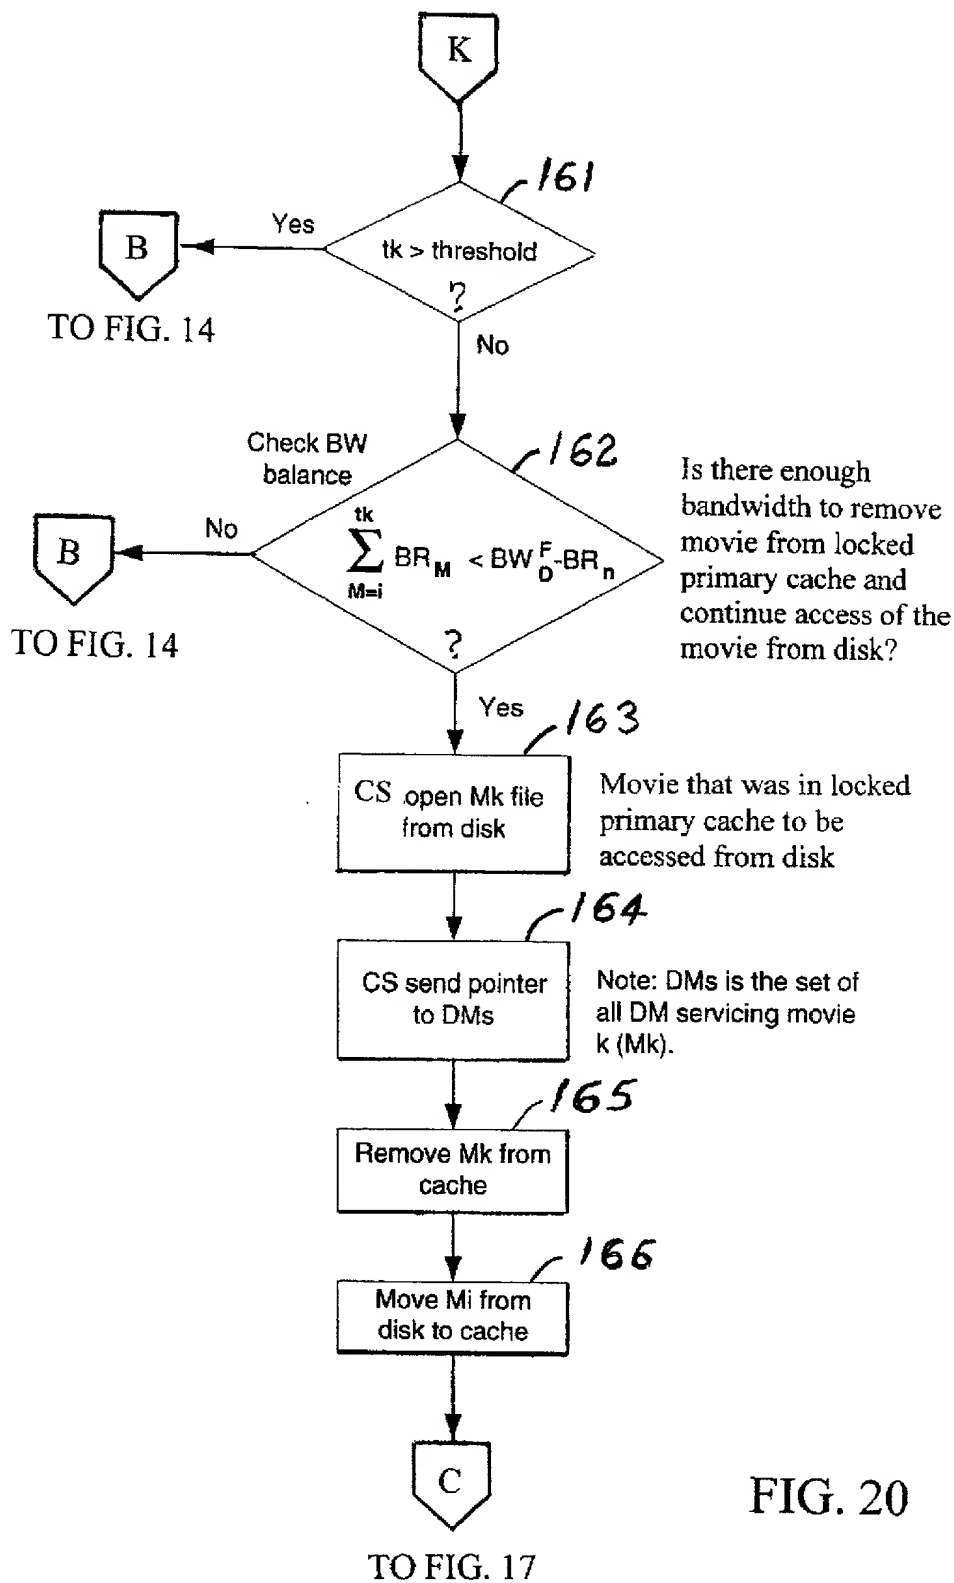 K
161
Yes
tk > threshold
?
B
TO FIG. 14
No
Check BW
balance
162
No
tk
∑ BR_M < BW_D^F-BR_n
M=i
?
B
TO FIG. 14
Is there enough
bandwidth to remove
movie from locked
primary cache and
continue access of the
movie from disk?
Yes
163
CS open Mk file
from disk
Movie that was in locked
primary cache to be
accessed from disk
164
CS send pointer
to DMs
Note: DMs is the set of
all DM servicing movie
k (Mk).
165
Remove Mk from
cache
166
Move Mi from
disk to cache
C
TO FIG. 17
FIG. 20